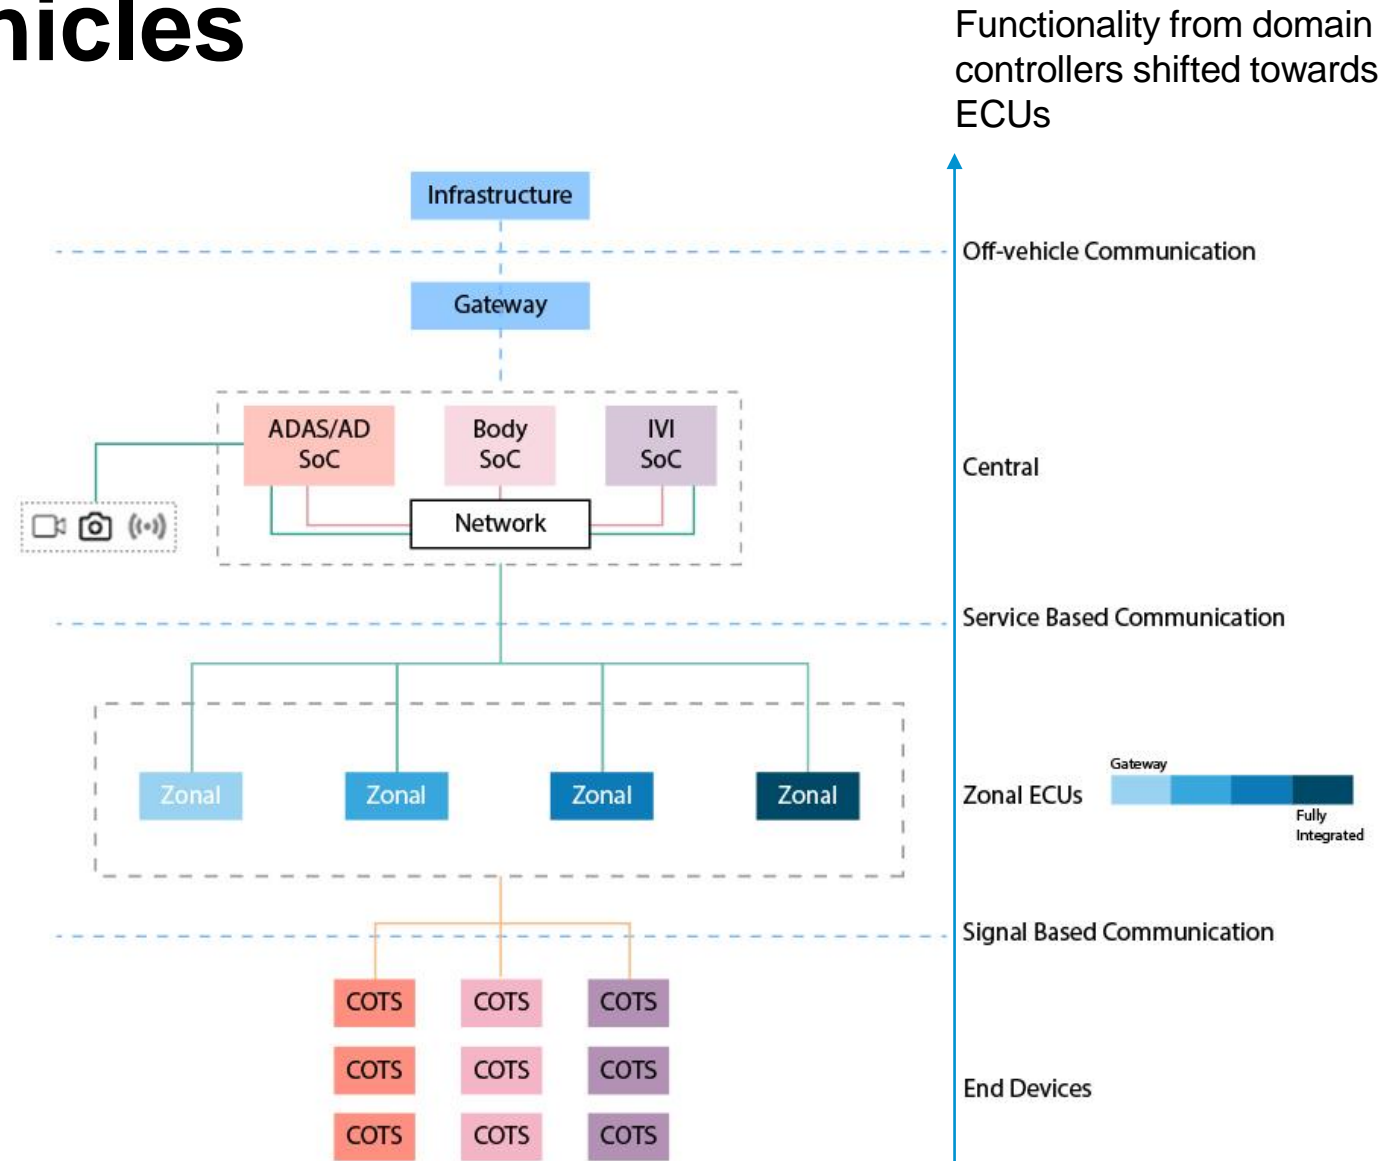 hicles
Functionality from domain
controllers shifted towards
ECUs
Infrastructure
Off-vehicle Communication
Gateway
ADAS/AD
SoC
Body
SoC
IVI
SoC
Central
Network
Service Based Communication
Zonal
Zonal
Zonal
Zonal
Zonal ECUs
Gateway
Fully
Integrated
Signal Based Communication
COTS
COTS
COTS
COTS
COTS
COTS
End Devices
COTS
COTS
COTS